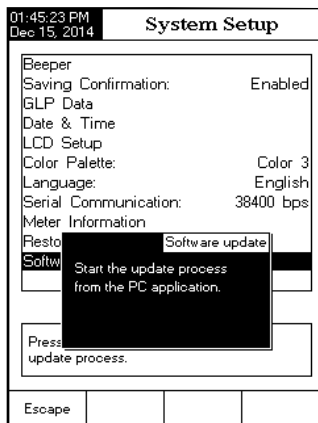 01:45:23 PM
Dec 15, 2014
System Setup
Beeper
Saving Confirmation: Enabled
GLP Data
Date & Time
LCD Setup
Color Palette: Color 3
Language: English
Serial Communication: 38400 bps
Meter Information
Resto
Softw
Software update
Start the update process
from the PC application.
Press
update process.
Escape